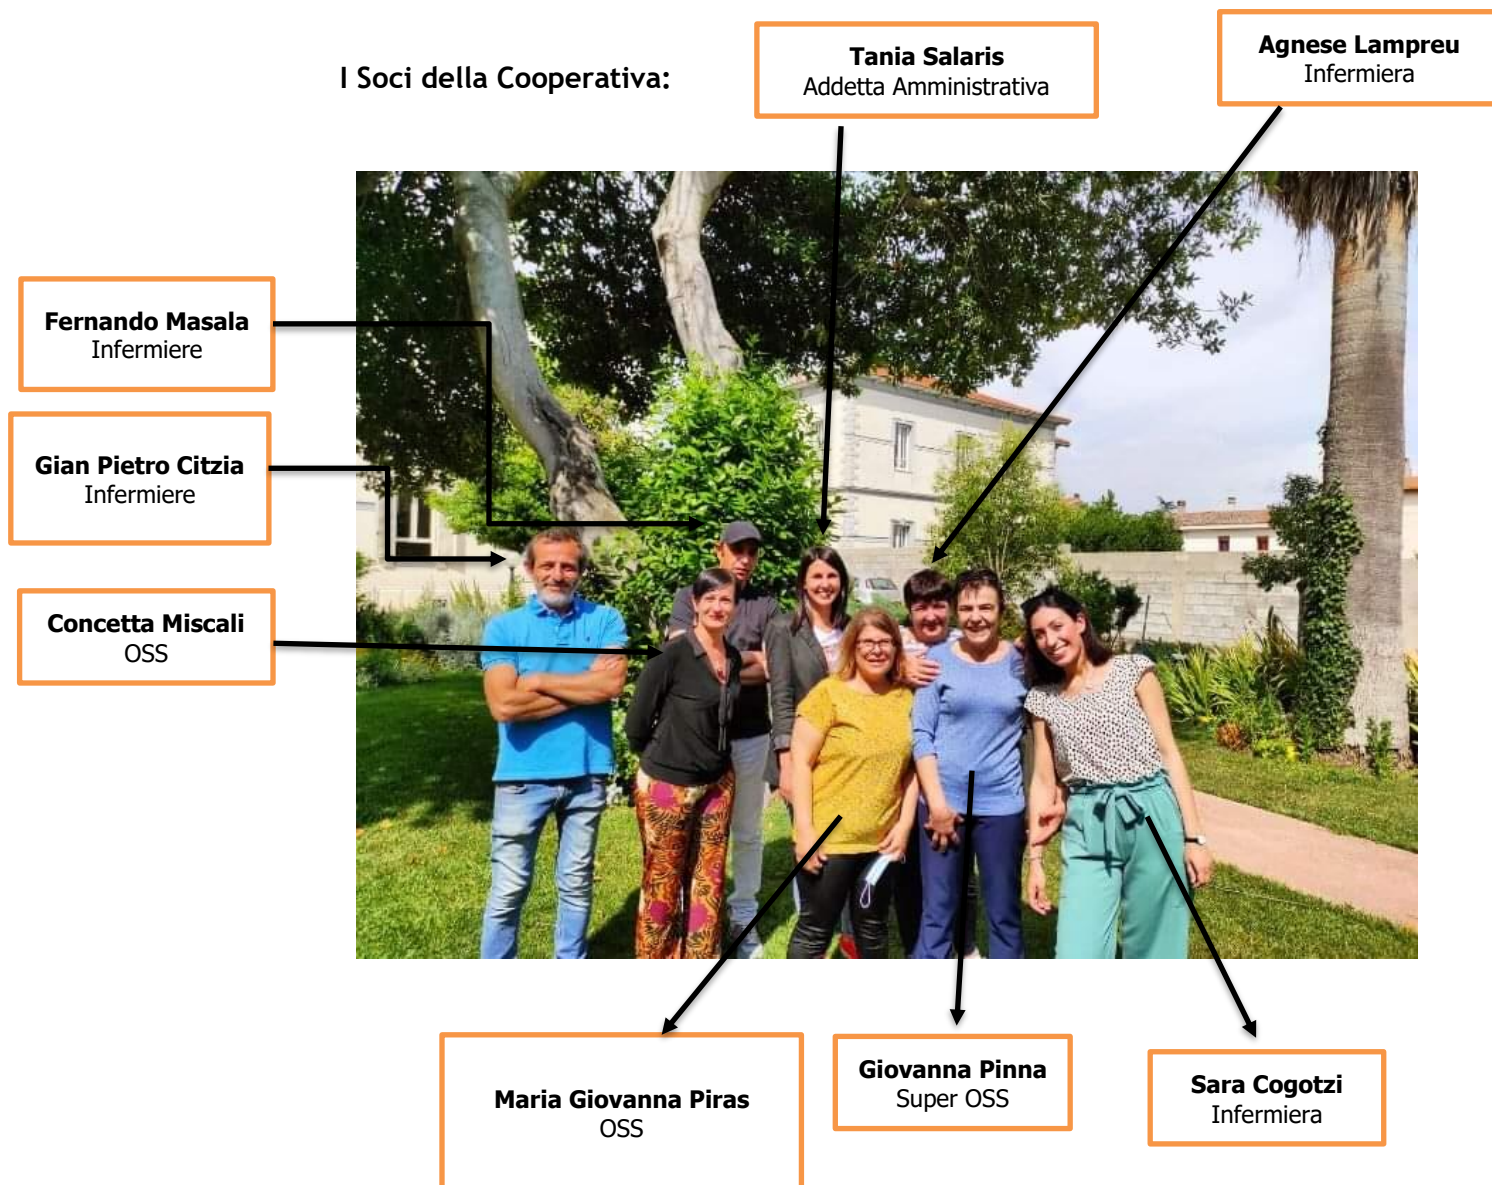 I Soci della Cooperativa:
Tania Salaris
Addetta Amministrativa
Agnese Lampreu
Infermiera
Fernando Masala
Infermiere
Gian Pietro Citzia
Infermiere
Concetta Miscali
OSS
Maria Giovanna Piras
OSS
Giovanna Pinna
Super OSS
Sara Cogotzi
Infermiera